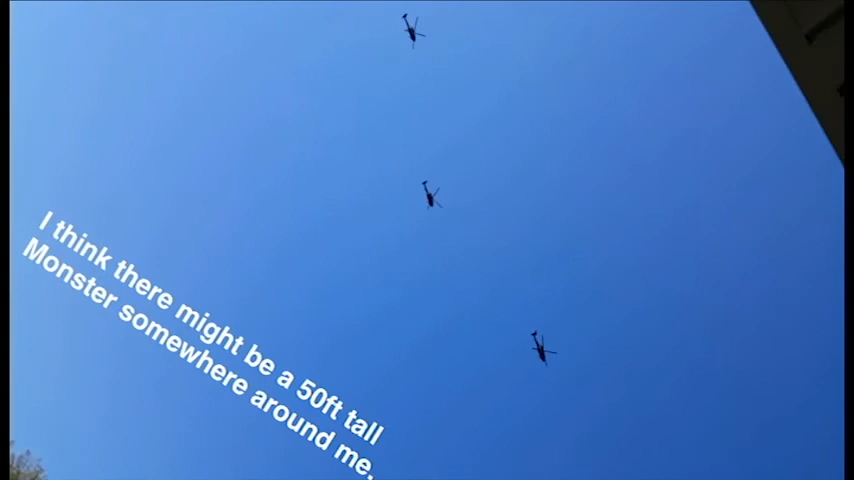 I think there might be a 50ft tall
Monster somewhere around me.